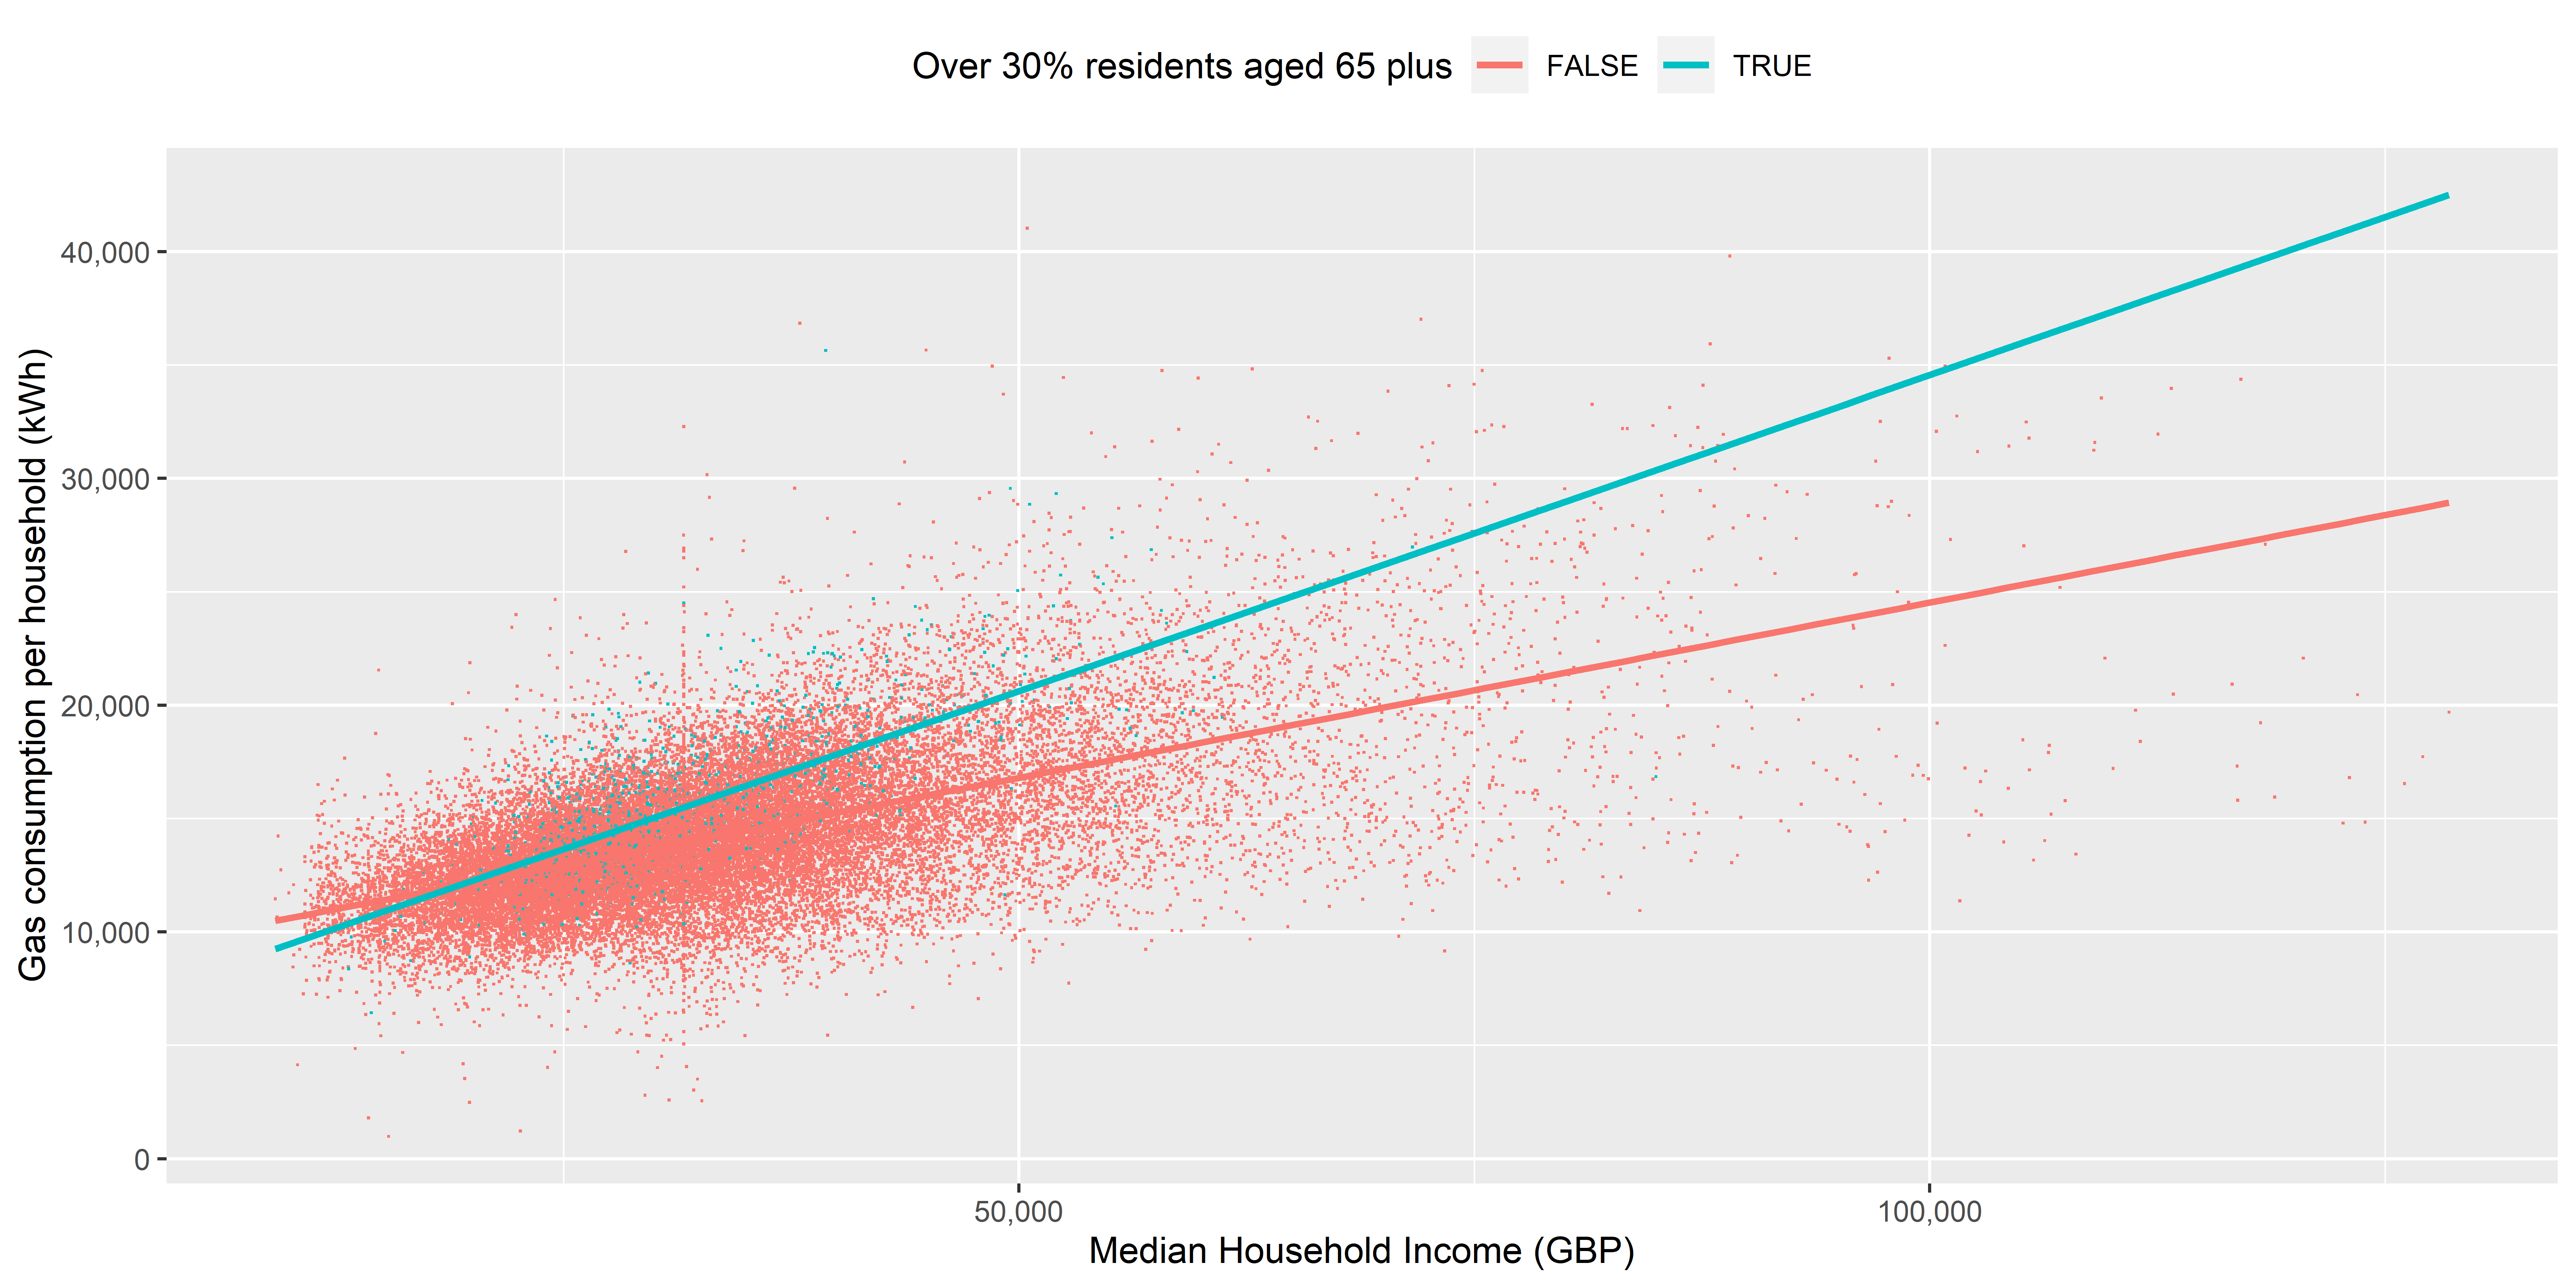 Over 30% residents aged 65 plus FALSE TRUE
40,000
30,000
20,000
10,000
0
Gas consumption per household (kWh)
50,000 100,000
Median Household Income (GBP)